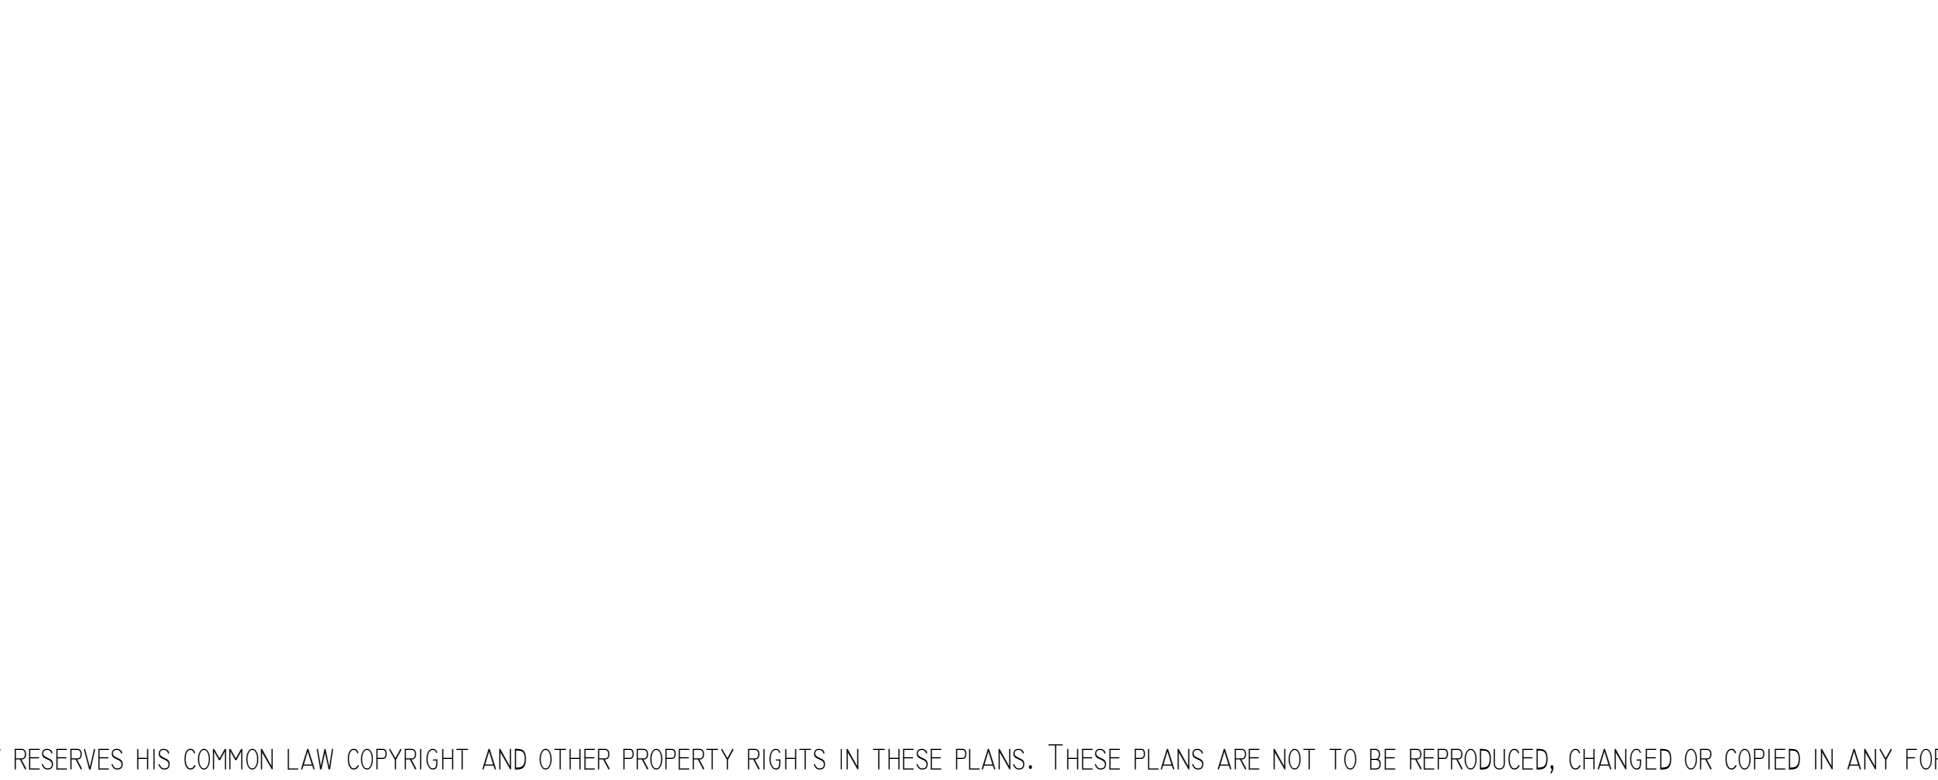 RESERVES HIS COMMON LAW COPYRIGHT AND OTHER PROPERTY RIGHTS IN THESE PLANS. THESE PLANS ARE NOT TO BE REPRODUCED, CHANGED OR COPIED IN ANY